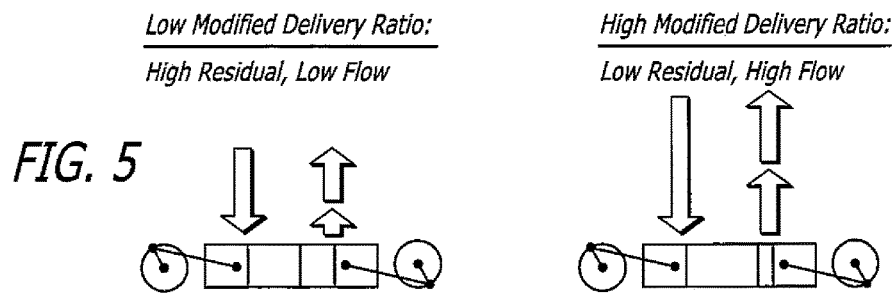 Low Modified Delivery Ratio:
High Residual, Low Flow
High Modified Delivery Ratio:
Low Residual, High Flow
FIG. 5